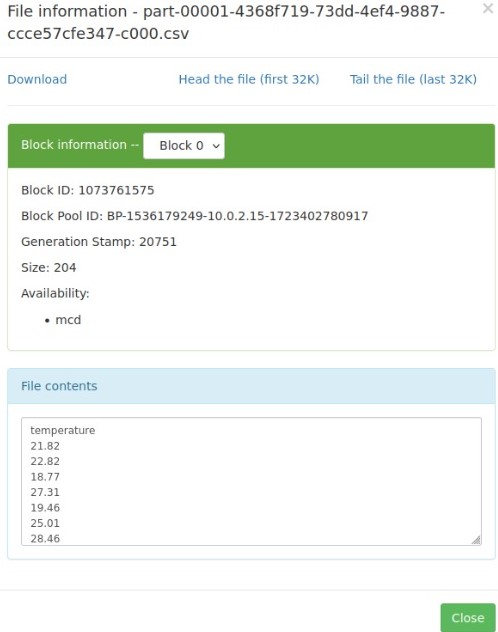 File information - part-00001-4368f719-73dd-4ef4-9887-
ccce57cfe347-c000.csv
×
Download
Head the file (first 32K)
Tail the file (last 32K)
Block information -- Block 0
Block ID: 1073761575
Block Pool ID: BP-1536179249-10.0.2.15-1723402780917
Generation Stamp: 20751
Size: 204
Availability:
• mcd
File contents
temperature
21.82
22.82
18.77
27.31
19.46
25.01
28.46
Close